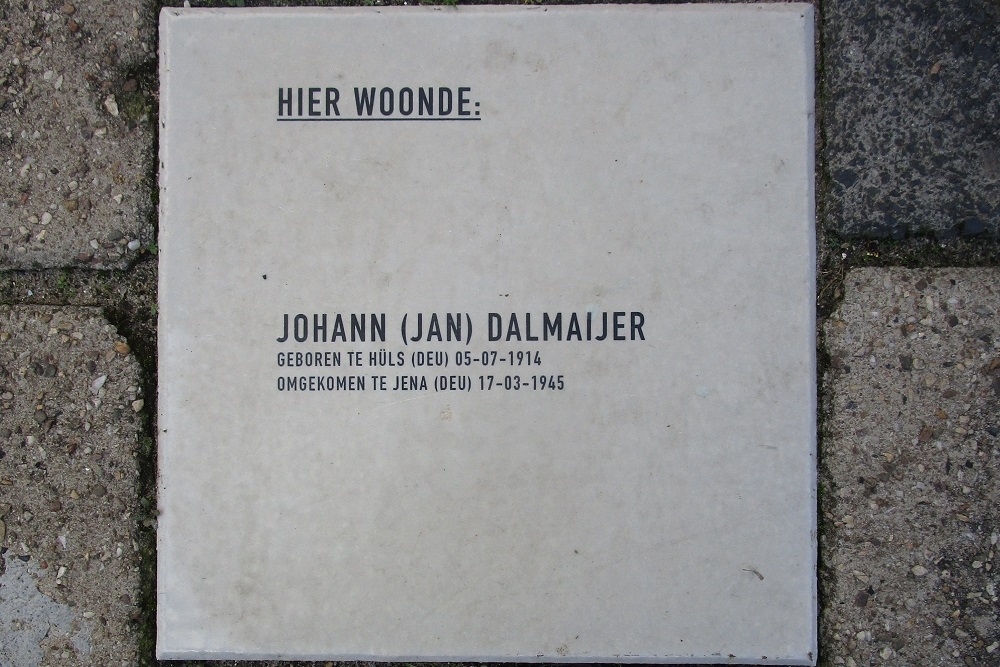 HIER WOONDE:
JOHANN (JAN) DALMAIJER
GEBOREN TE HÜLS (DEU) 05-07-1914
OMGEKOMEN TE JENA (DEU) 17-03-1945